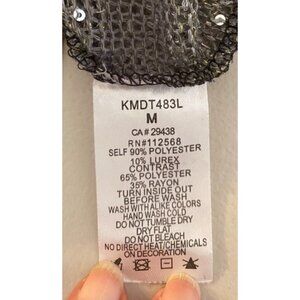 KMDT483L
M
CA# 29438
RN#112568
SELF 90% POLYESTER
10% LUREX
CONTRAST
65% POLYESTER
35% RAYON
TURN INSIDE OUT
BEFORE WASH
WASH WITH ALIKE COLORS
HAND WASH COLD
DO NOT TUMBLE DRY
DRY FLAT
DO NOT BLEACH
NO DIRECT HEAT/CHEMICALS
ON DECORATION